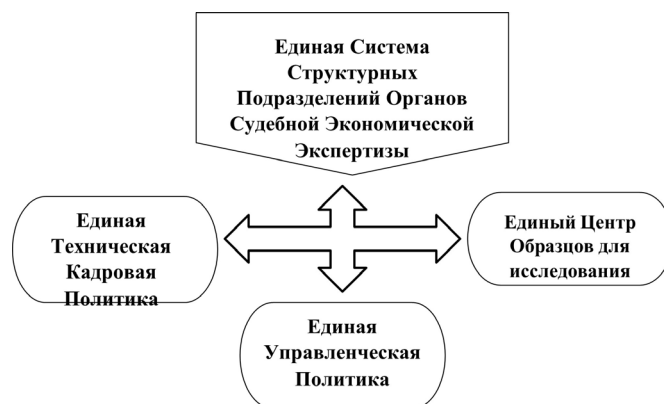 Единая Система
Структурных
Подразделений Органов
Судебной Экономической
Экспертизы
Единая
Техническая
Кадровая
Политика
Единый Центр
Образцов для
исследования
Единая
Управленческая
Политика